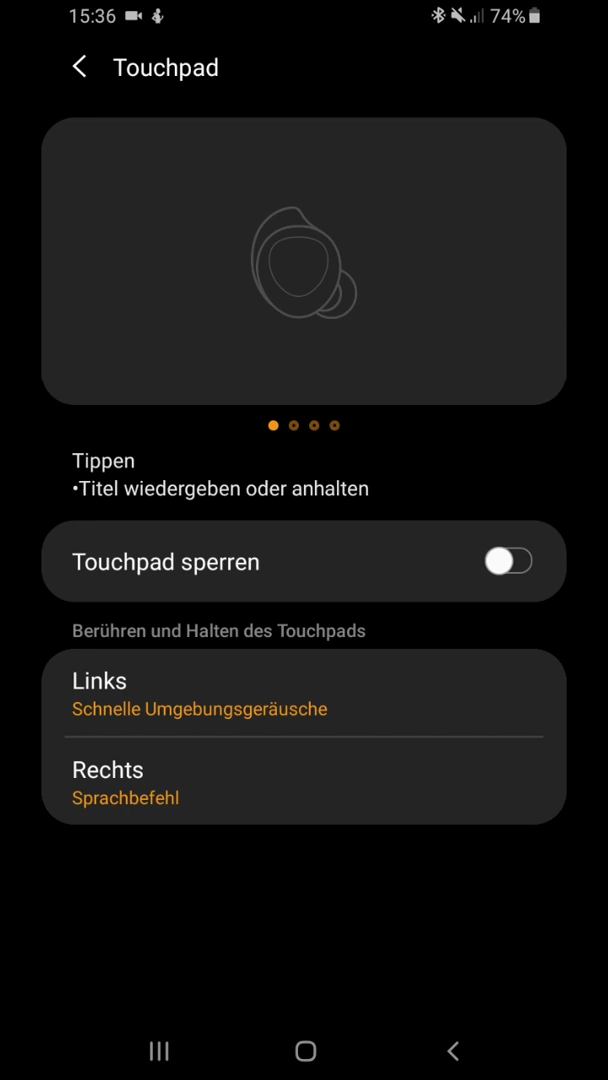 15:36
74%
Touchpad
Tippen
•Titel wiedergeben oder anhalten
Touchpad sperren
Berühren und Halten des Touchpads
Links
Schnelle Umgebungsgeräusche
Rechts
Sprachbefehl